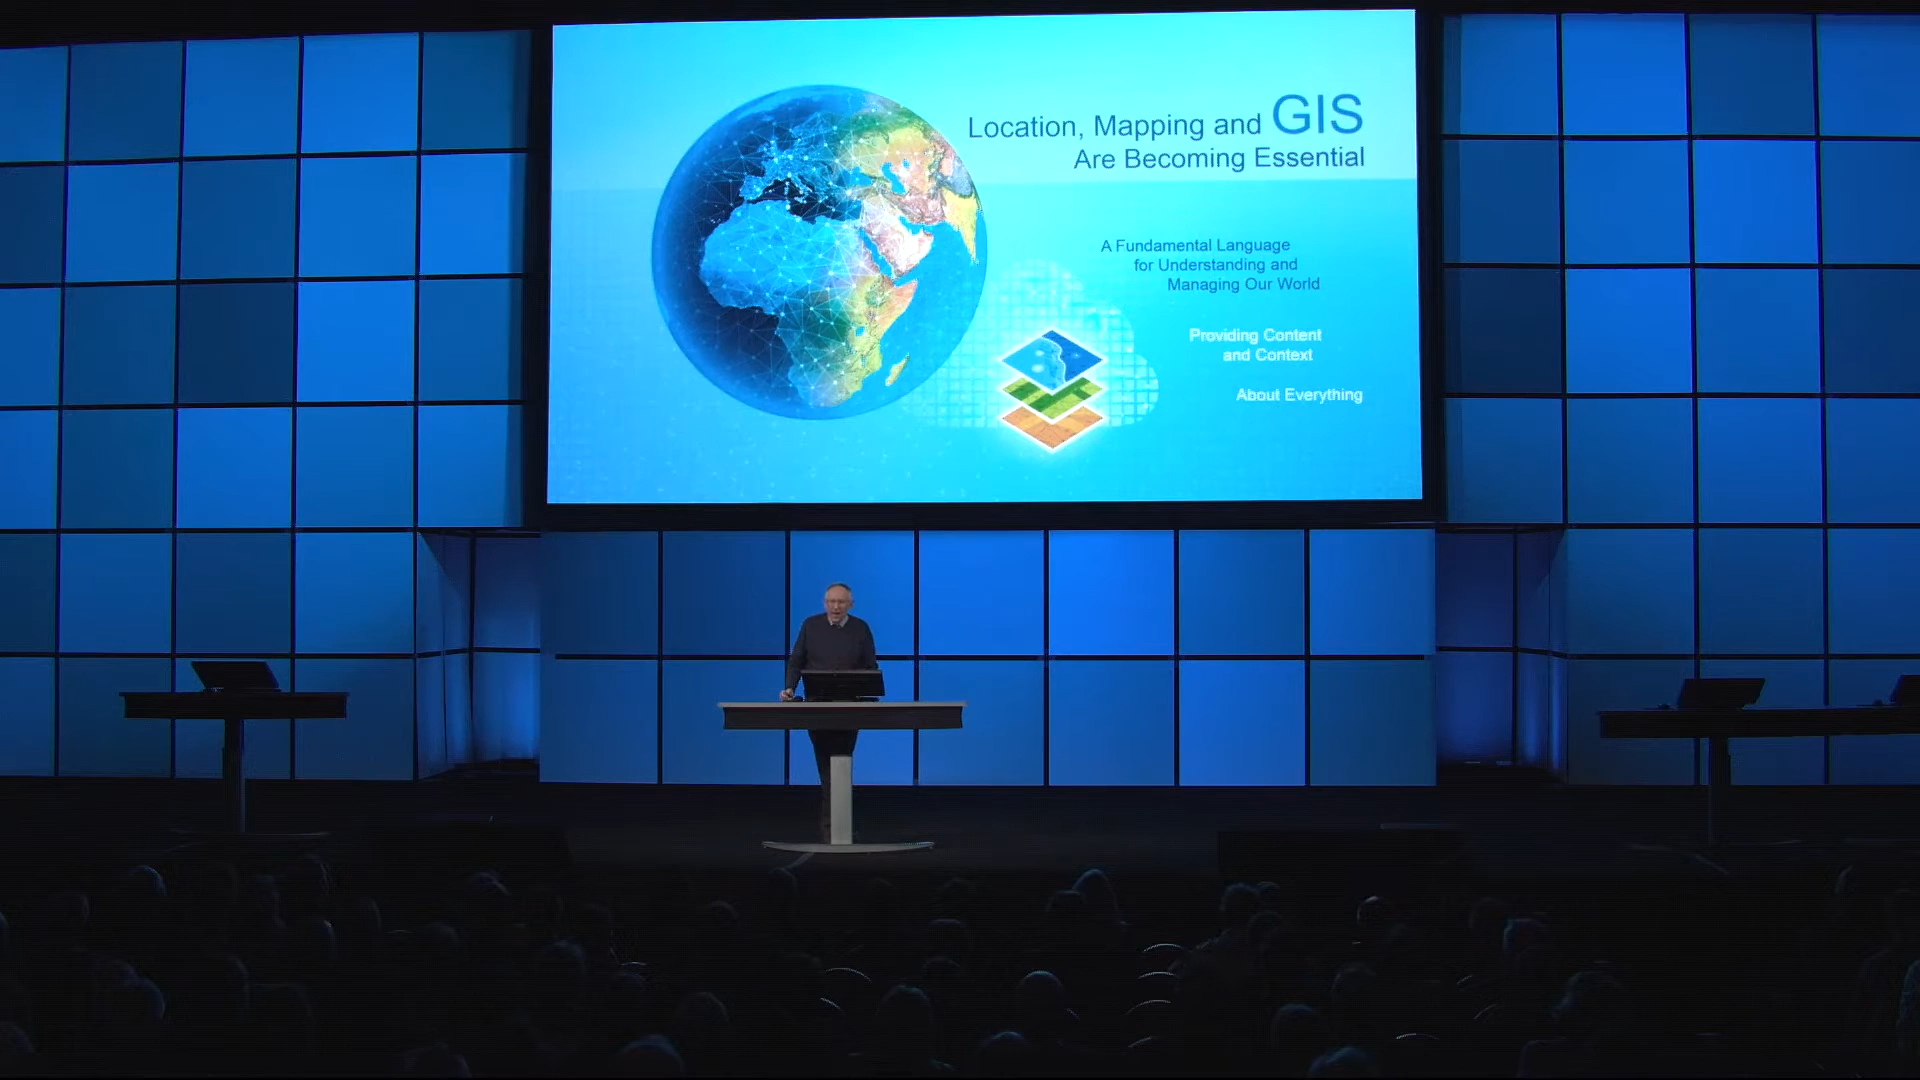 Location, Mapping and GIS
Are Becoming Essential
A Fundamental Language
for Understanding and
Managing Our World
Providing Content
and Context
About Everything